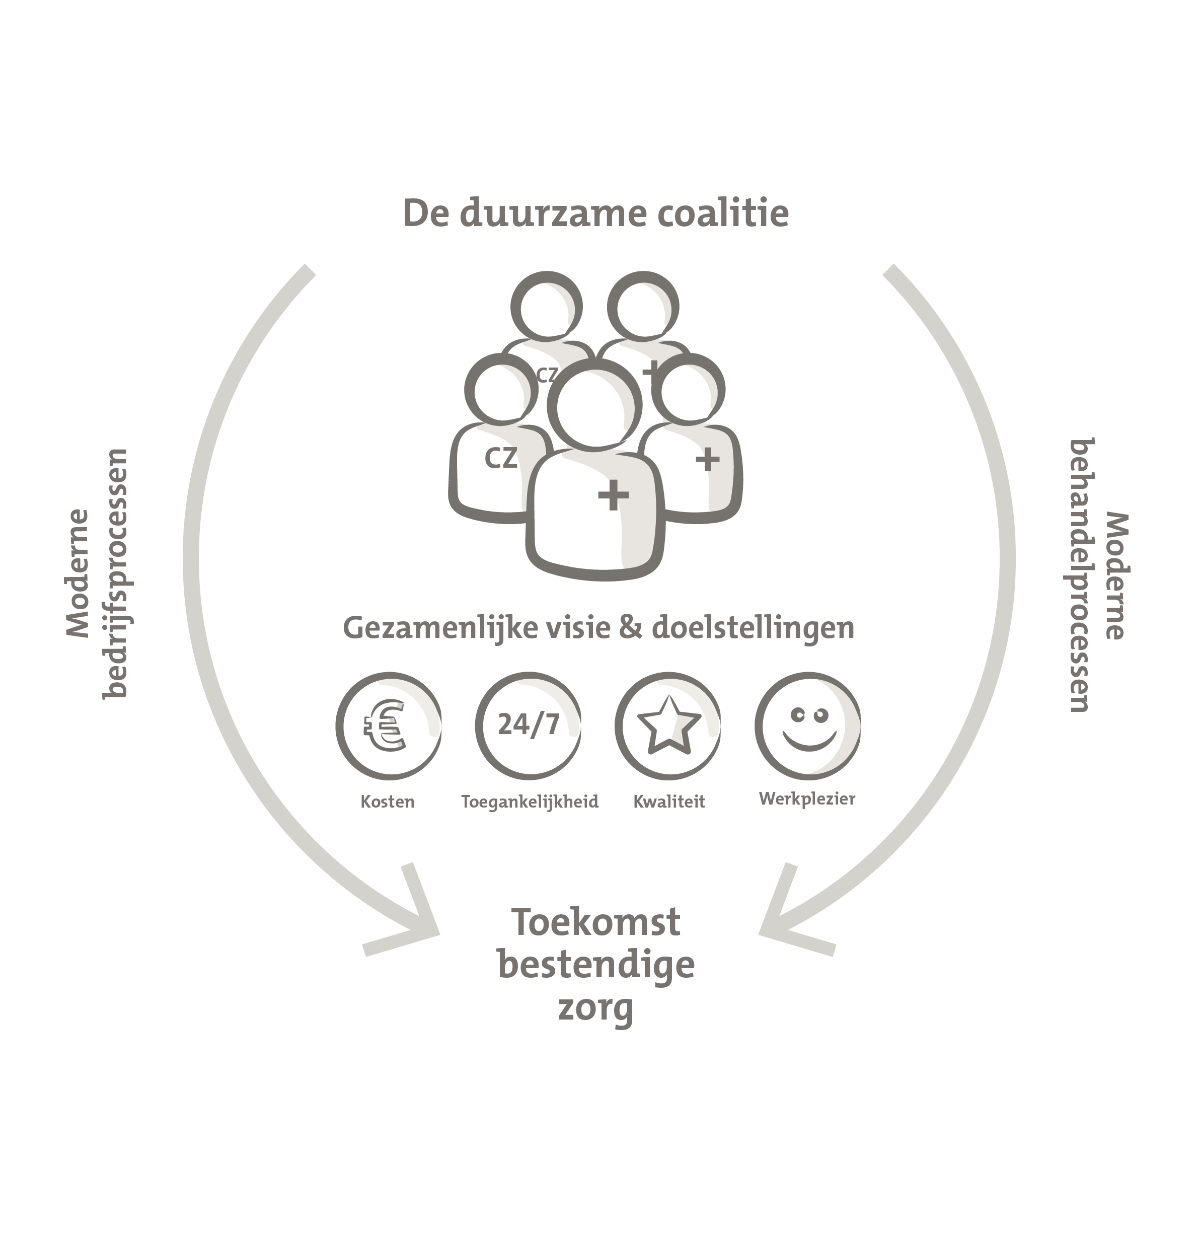 De duurzame coalitie
CZ
+
CZ
+
+
Moderne
bedrijfsprocessen
Moderne
behandelprocessen
Gezamenlijke visie & doelstellingen
€
24/7
Kosten
Toegankelijkheid
Kwaliteit
Werkplezier
Toekomst
bestendige
zorg